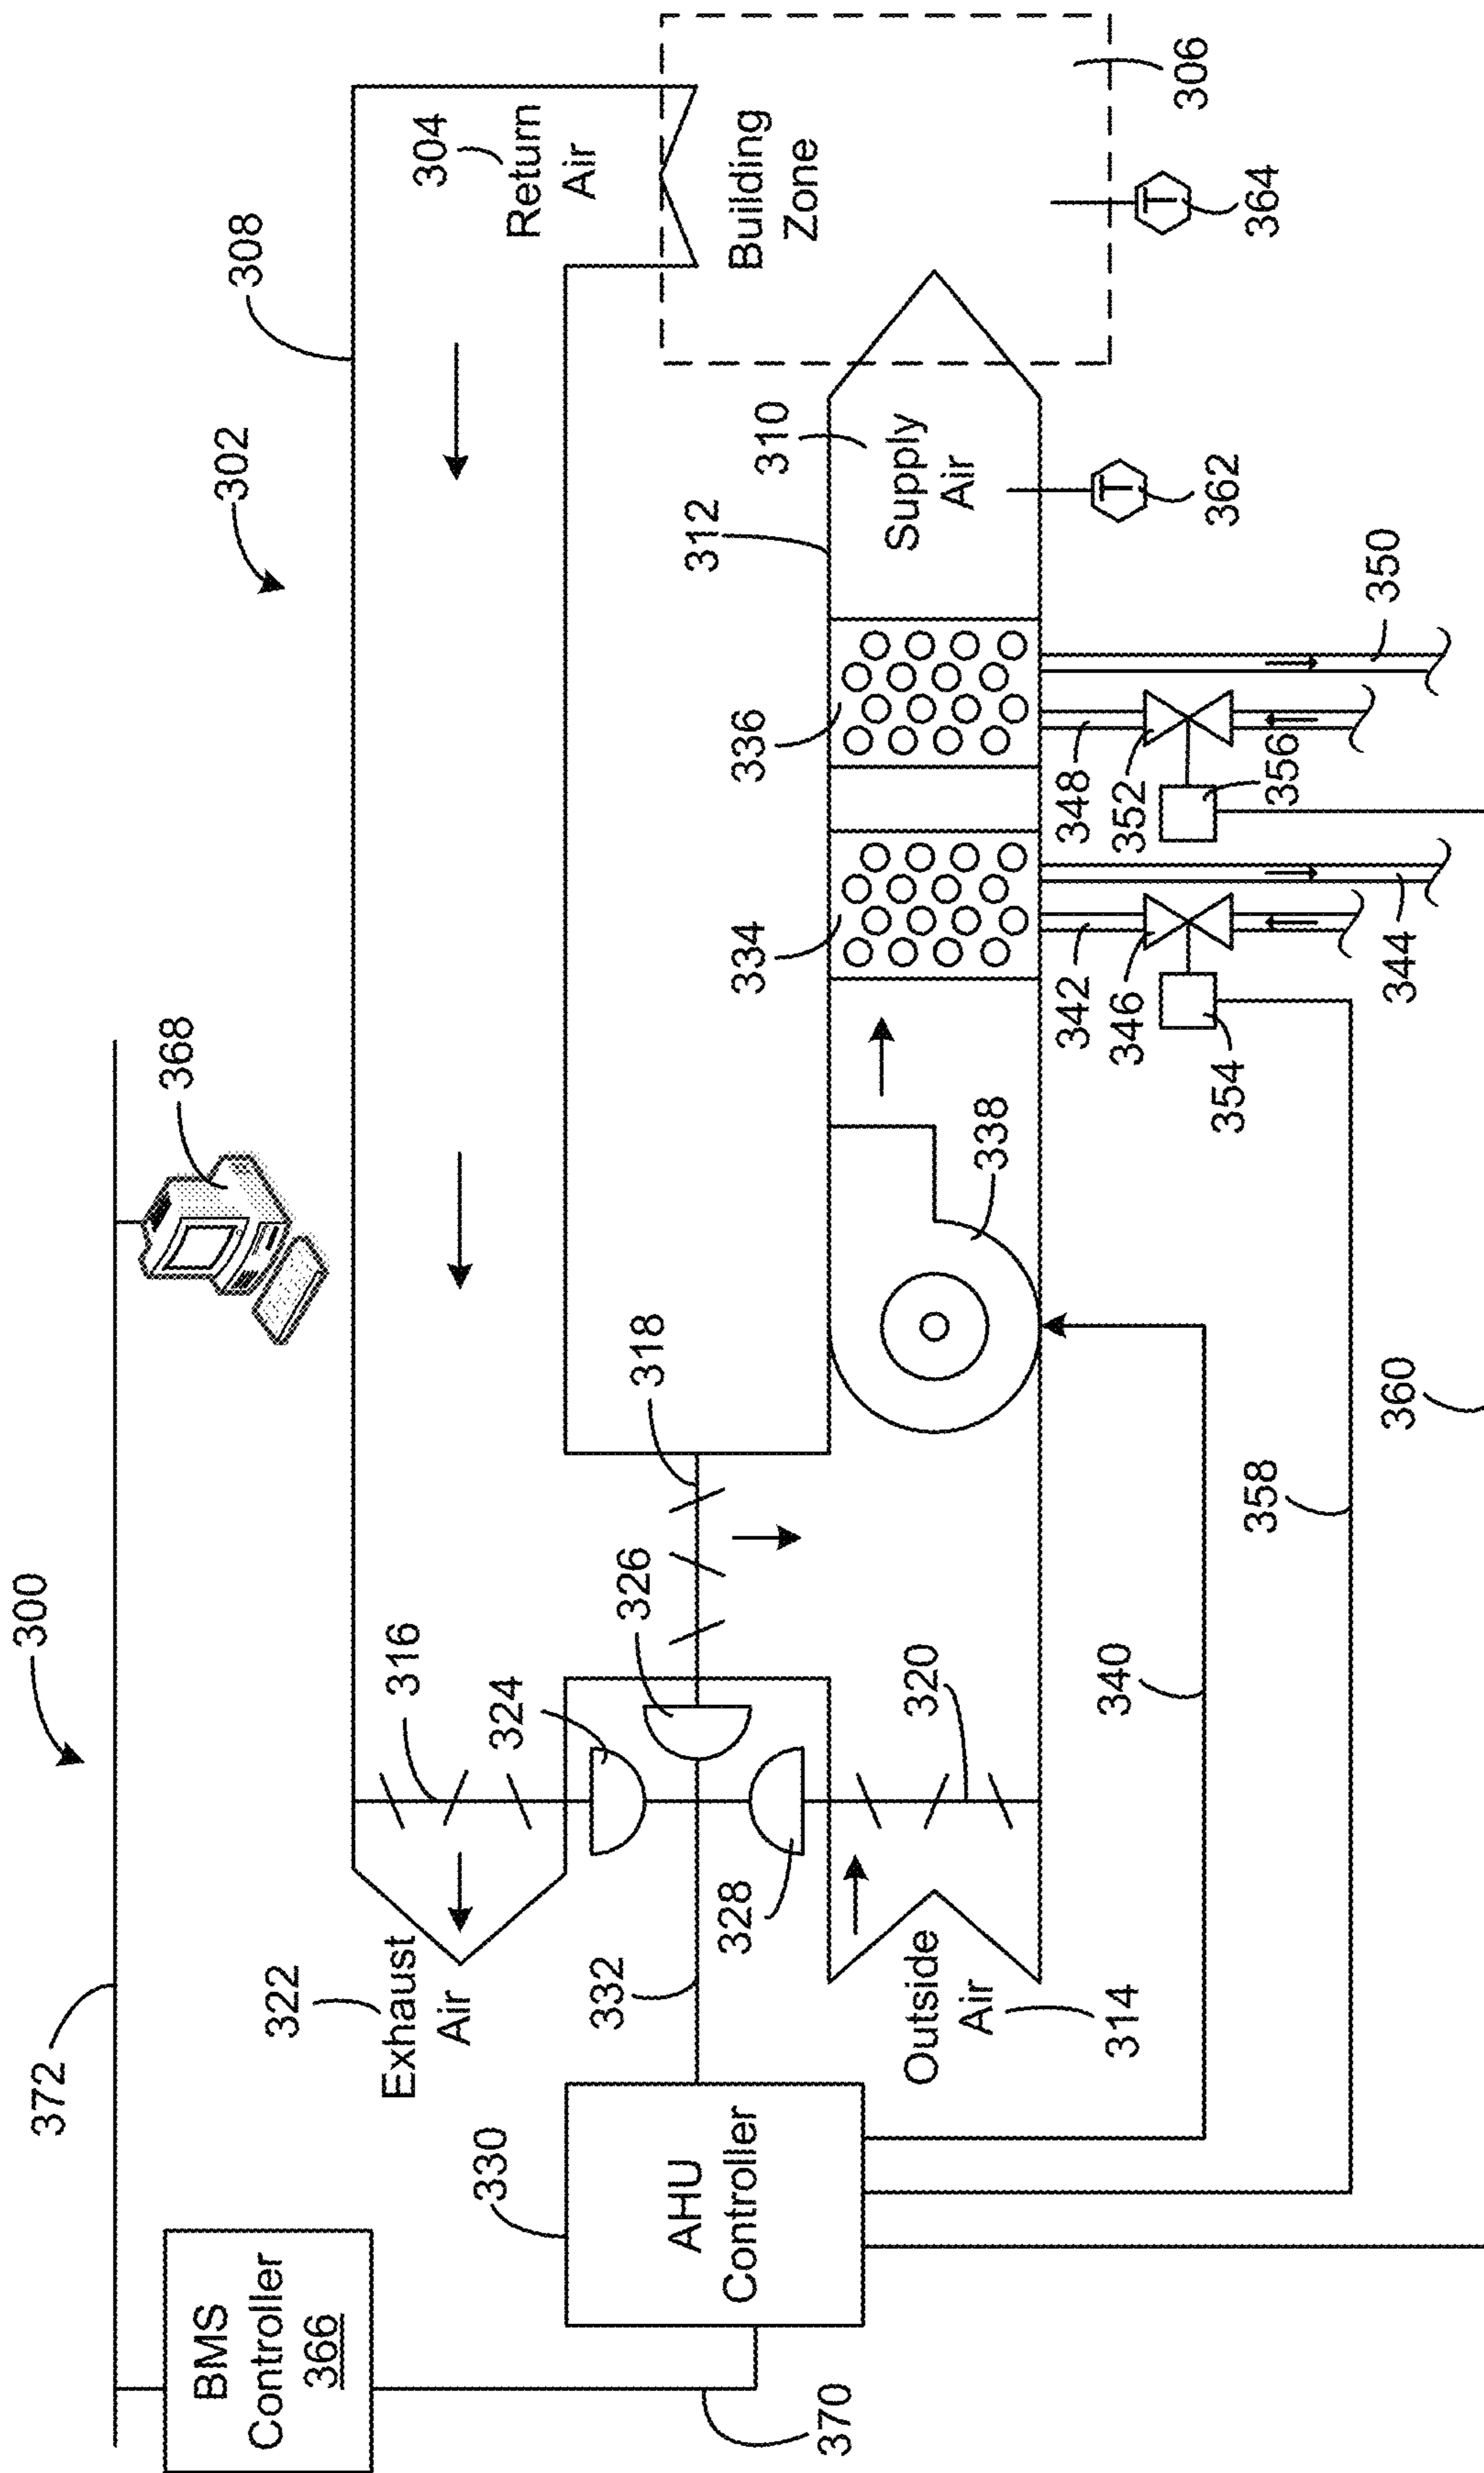 300
372
368
BMS
Controller
366
370
302
308
304
Return
Air
316
322
Exhaust
Air
324
326
318
330
AHU
Controller
332
328
Building
Zone
306
334
336
312
310
Supply
Air
Outside
Air
314
320
338
342
346
348
352
354
356
344
350
T
362
T
364
340
358
360